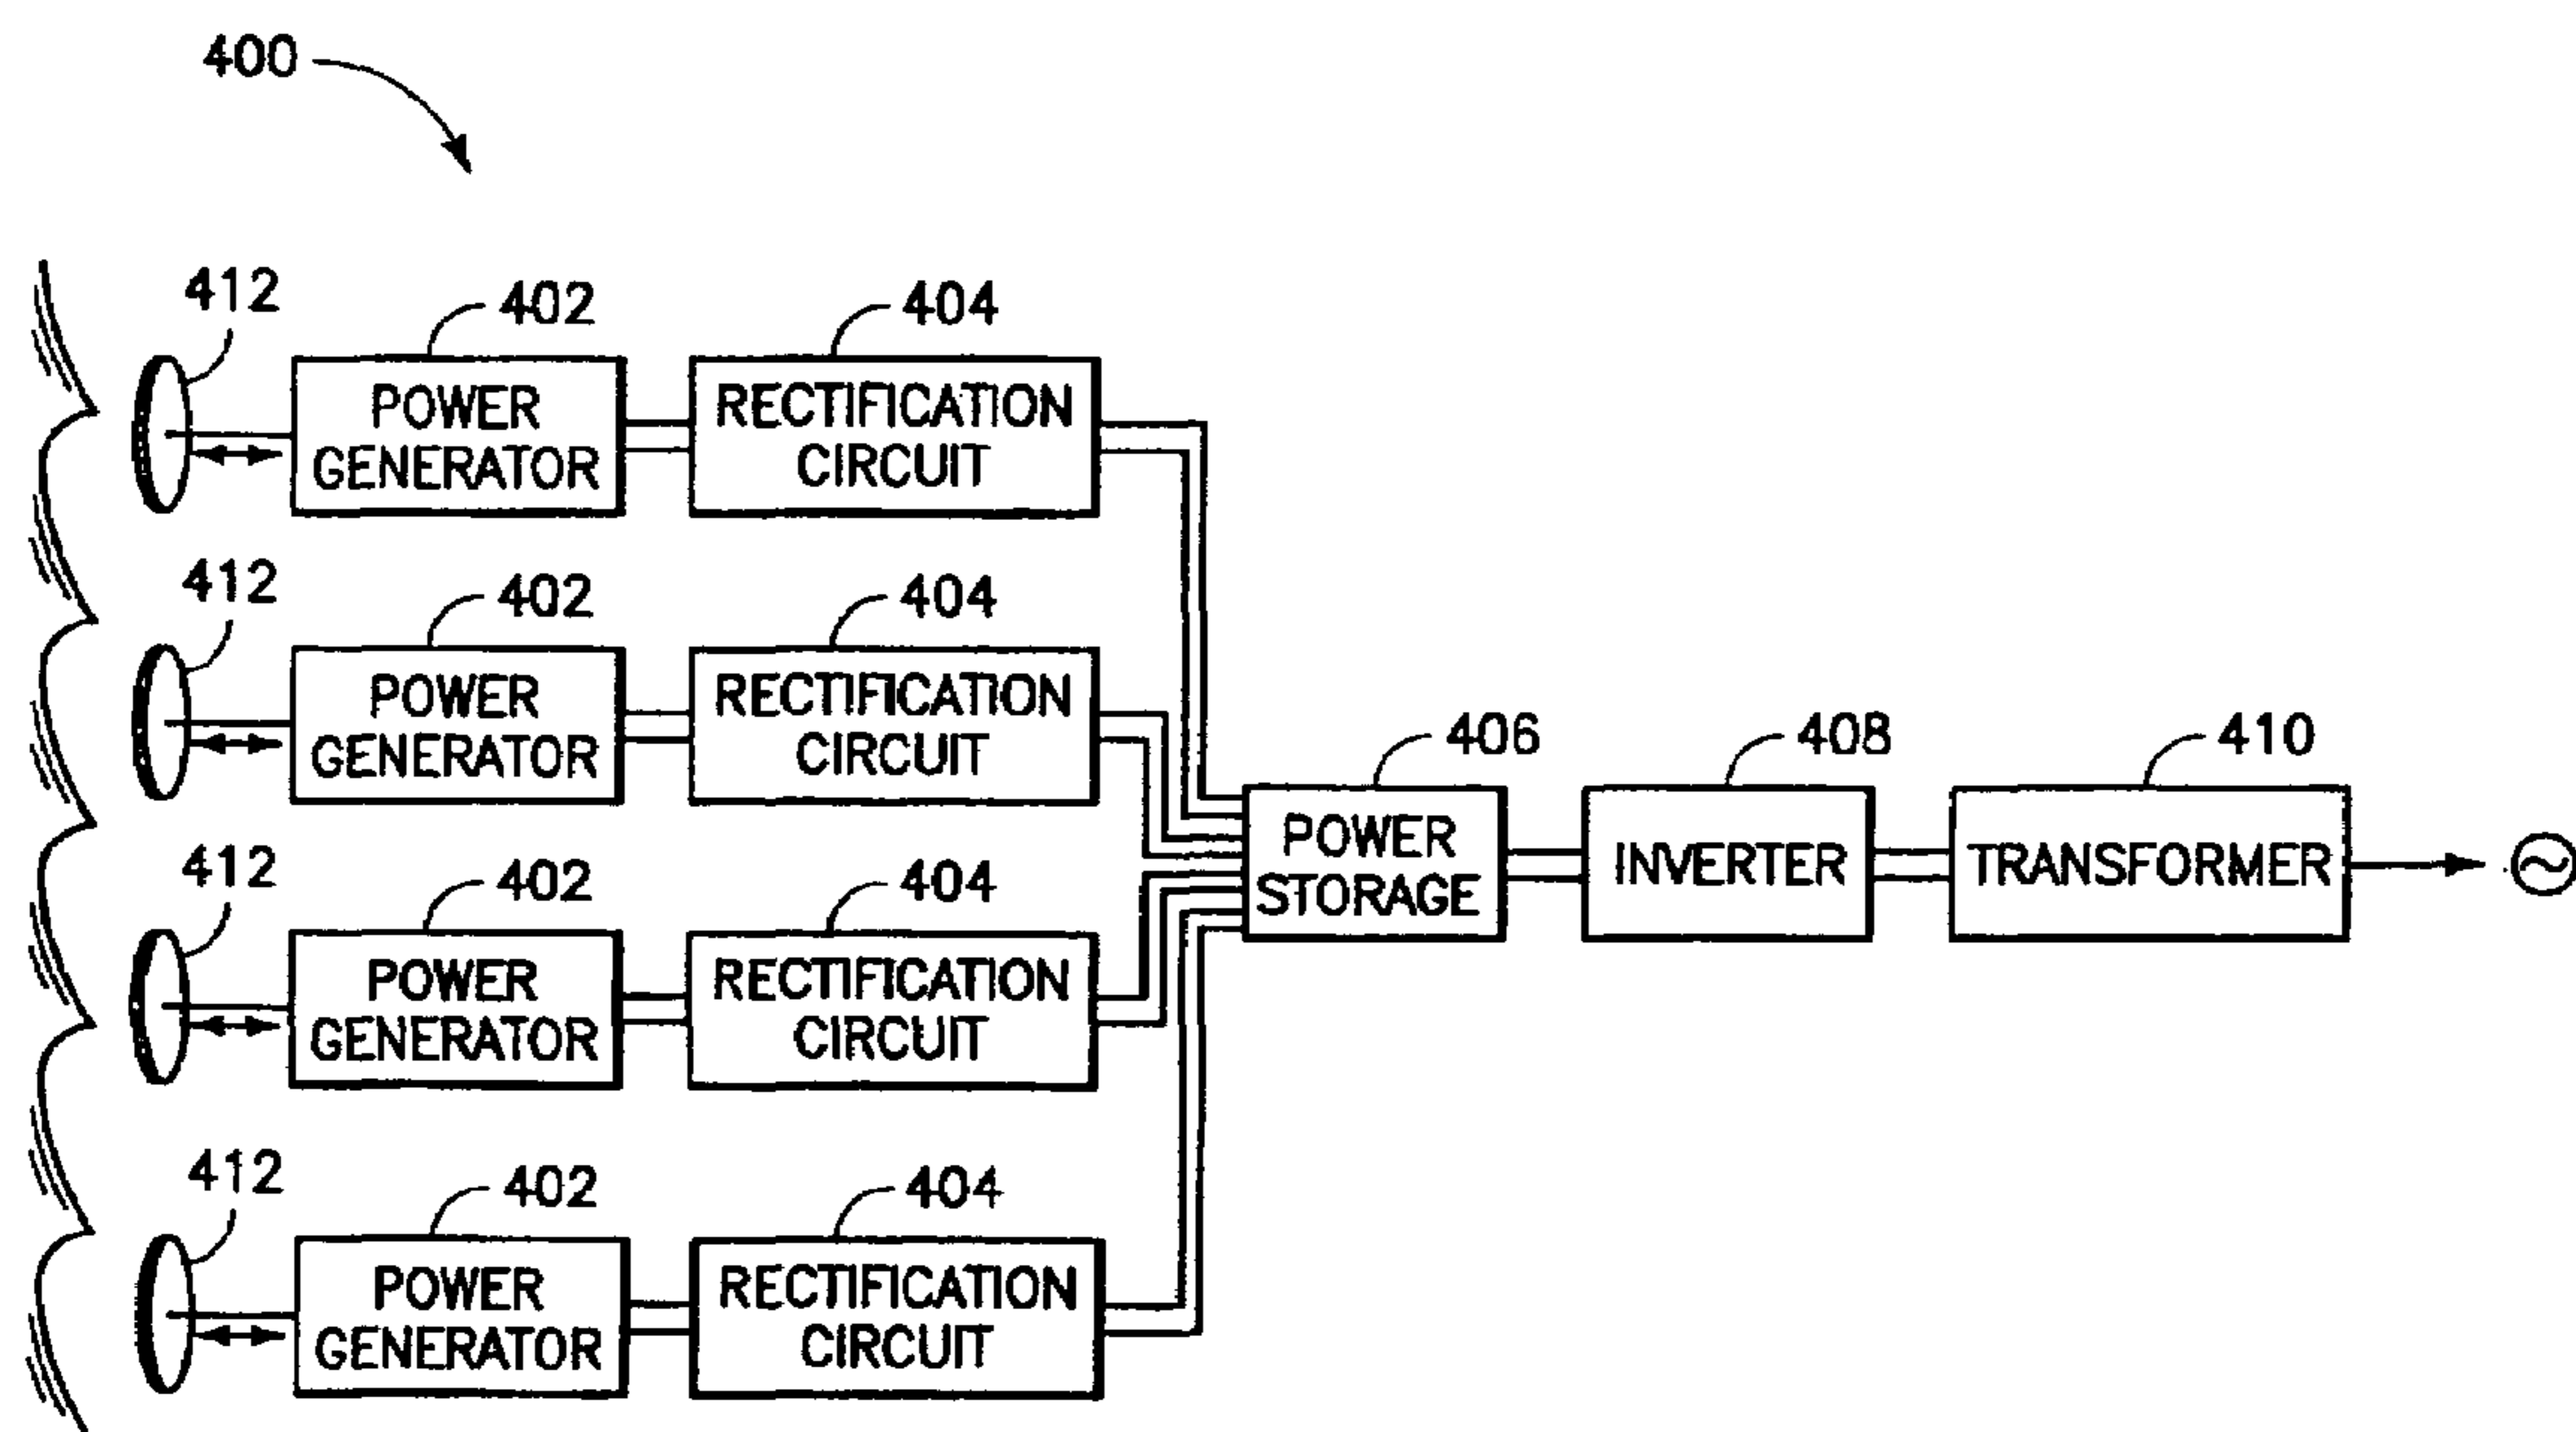 400
412
402
404
POWER
GENERATOR
RECTIFICATION
CIRCUIT
412
402
404
POWER
GENERATOR
RECTIFICATION
CIRCUIT
406
408
410
POWER
STORAGE
INVERTER
TRANSFORMER
412
402
404
POWER
GENERATOR
RECTIFICATION
CIRCUIT
412
402
404
POWER
GENERATOR
RECTIFICATION
CIRCUIT